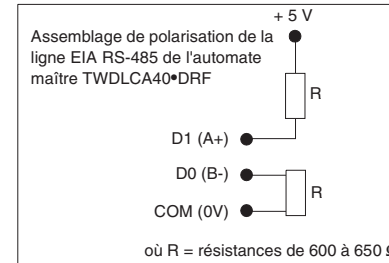 + 5 V
Assemblage de polarisation de la
ligne EIA RS-485 de l'automate
maître TWDLCA40•DRF
R
D1 (A+)
D0 (B-)
R
COM (0V)
où R = résistances de 600 à 650